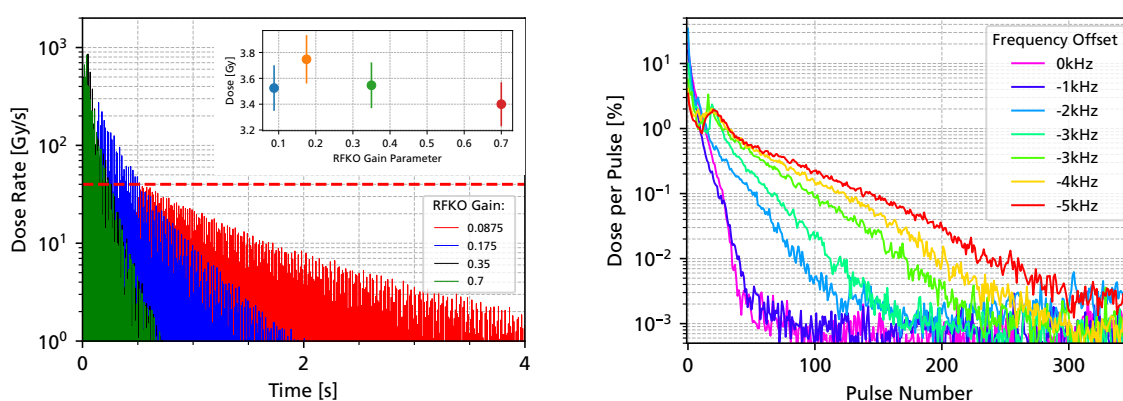 Dose Rate [Gy/s]
10³
10²
10¹
10⁰
0
2
4
Time [s]
Dose [Gy]
3.8
3.6
3.4
3.2
0.1 0.2 0.3 0.4 0.5 0.6 0.7
RFKO Gain Parameter
RFKO Gain:
0.0875
0.175
0.35
0.7
Dose per Pulse [%]
10¹
10⁰
10⁻¹
10⁻²
10⁻³
0 100 200 300
Pulse Number
Frequency Offset
0kHz
-1kHz
-2kHz
-3kHz
-3kHz
-4kHz
-5kHz